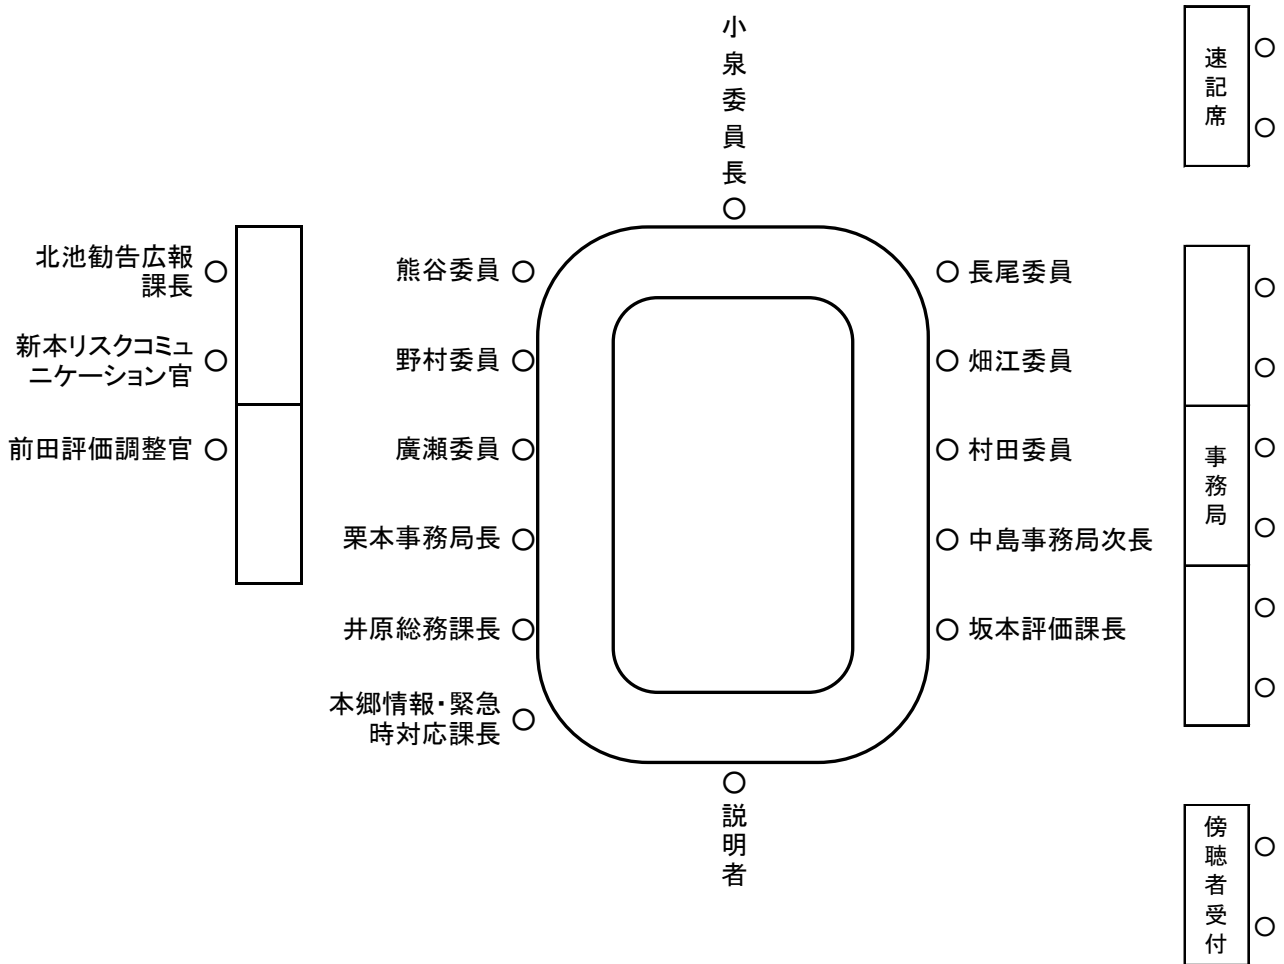 小泉委員長
速記席
北池勧告広報
課長
新本リスクコミュ
ニケーション官
前田評価調整官
熊谷委員
野村委員
廣瀬委員
栗本事務局長
井原総務課長
本郷情報・緊急
時対応課長
長尾委員
畑江委員
村田委員
中島事務局次長
坂本評価課長
説明者
事務局
傍聴者受付